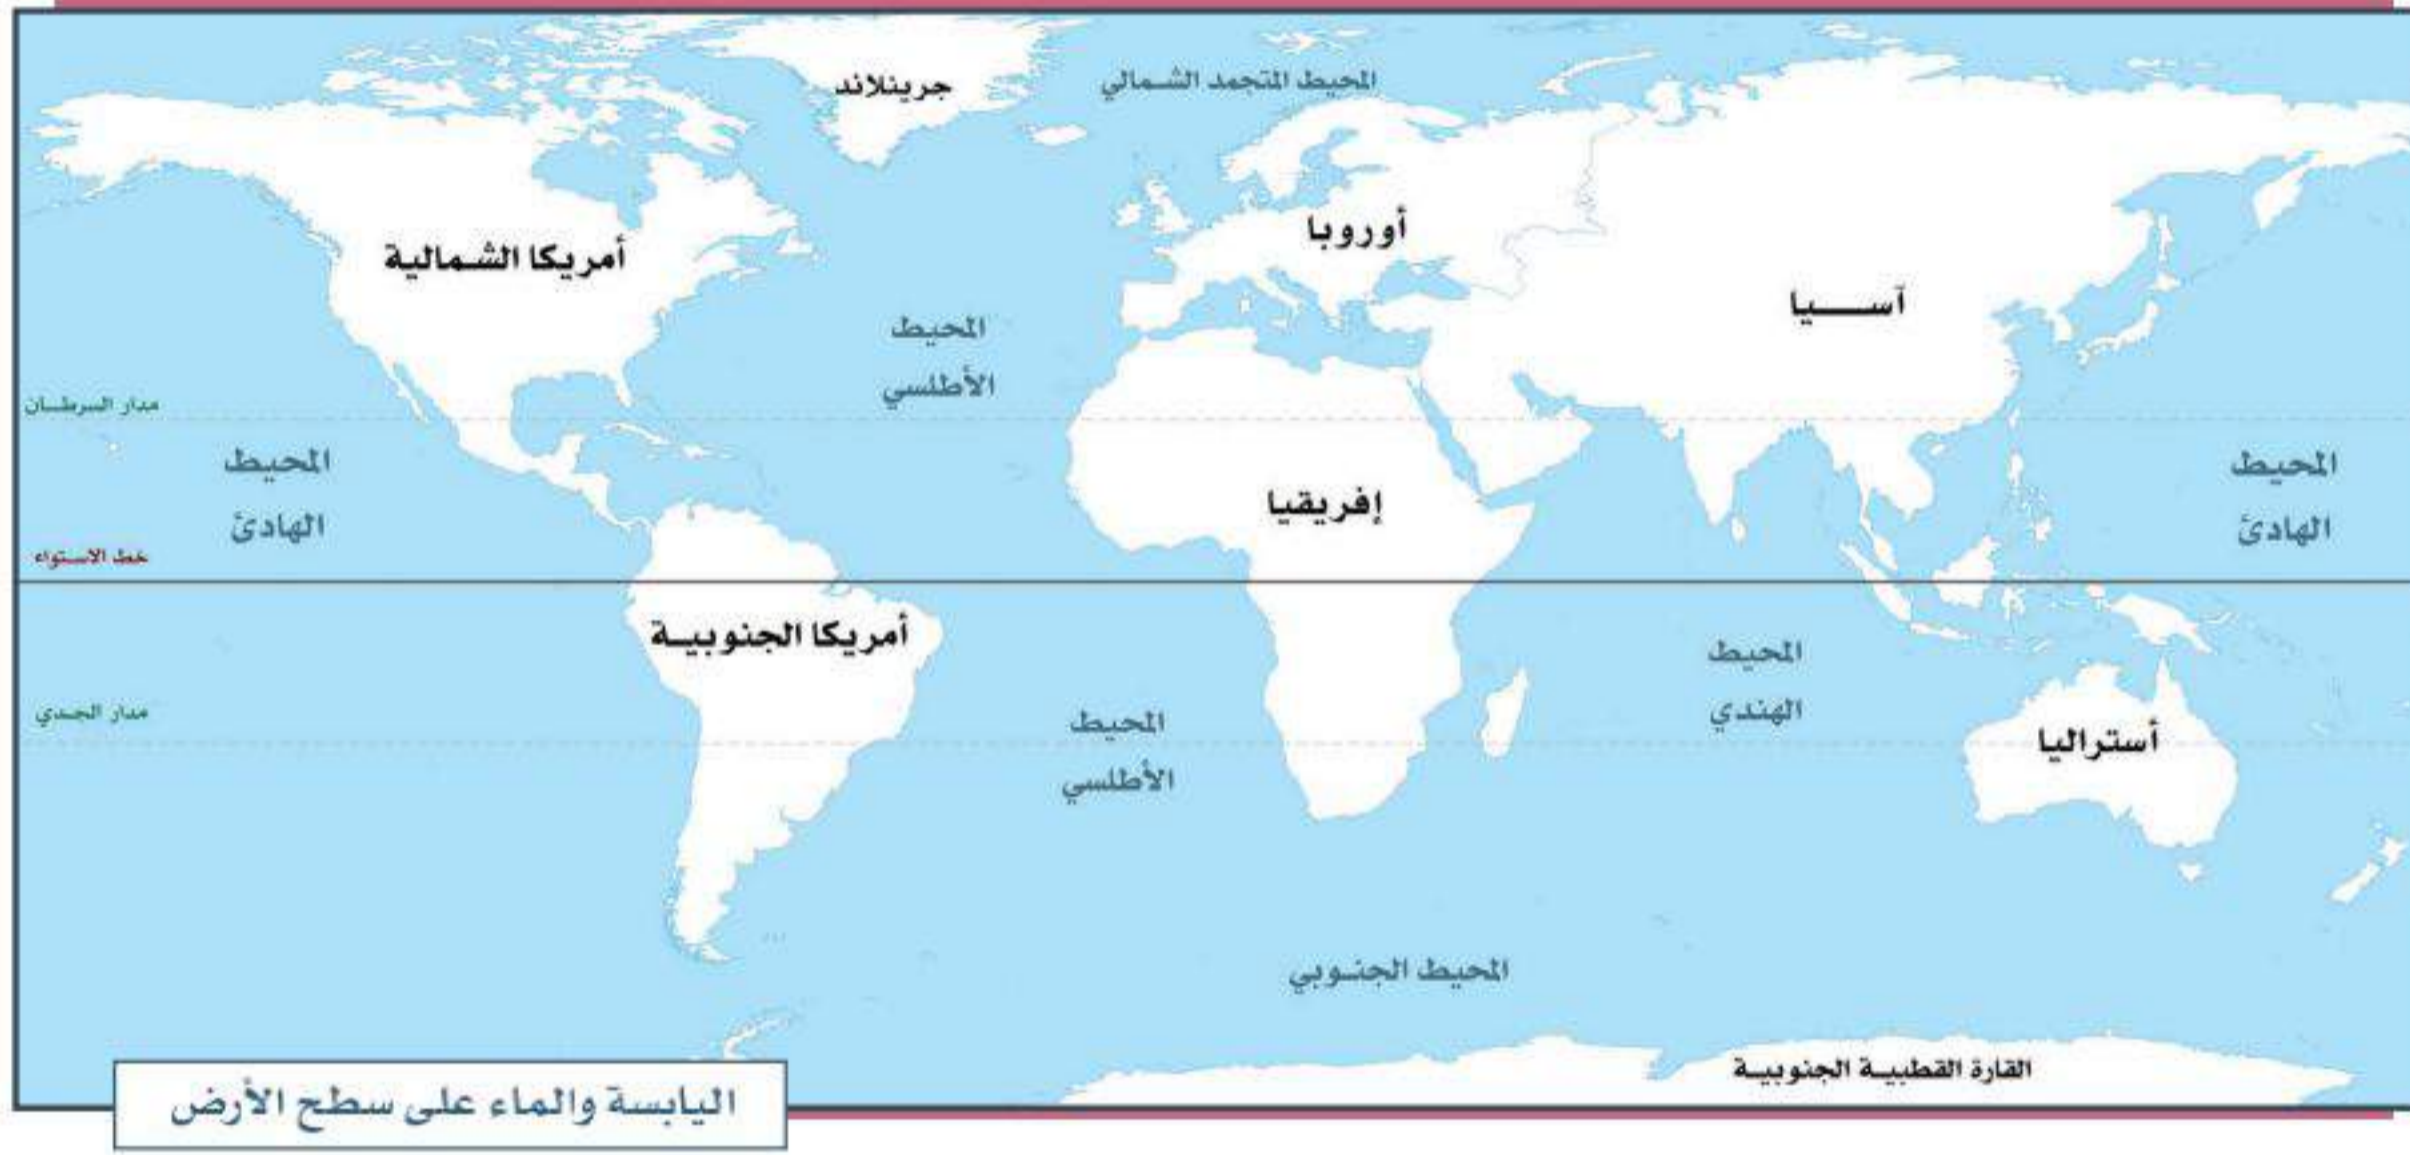 المحيط المتجمد الشمالي
جرينلاند
أوروبا
أمريكا الشمالية
آسيا
المحيط
الأطلسي
مدار السرطان
المحيط
الهادئ
المحيط
الهادئ
إفريقيا
خط الاستواء
أمريكا الجنوبية
المحيط
الهندي
مدار الجدي
المحيط
الأطلسي
أستراليا
المحيط الجنوبي
القارة القطبية الجنوبية
اليابسة والماء على سطح الأرض